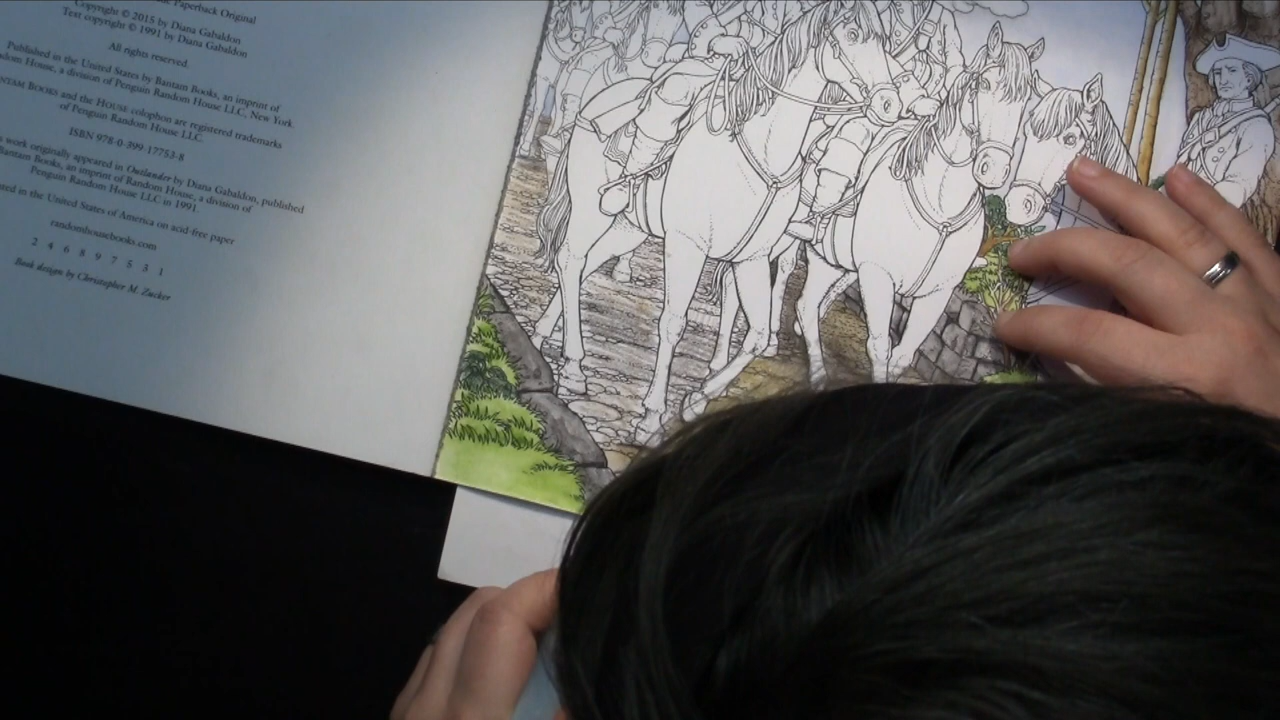 Paperback Original
Copyright © 2015 by Diana Gabaldon
Text copyright © 1991 by Diana Gabaldon
All rights reserved.
Published in the United States by Bantam Books, an imprint of
House, a division of Penguin Random House LLC, New York.
BOOKS and the HOUSE colophon are registered trademarks
of Penguin Random House LLC.
ISBN 978-0-399-17753-8
work originally appeared in Outlander by Diana Gabaldon, published
Bantam Books, an imprint of Random House, a division of
Penguin Random House LLC in 1991.
in the United States of America on acid-free paper
randomhousebooks.com
2 4 6 8 9 7 5 3 1
Book design by Christopher M. Zucker